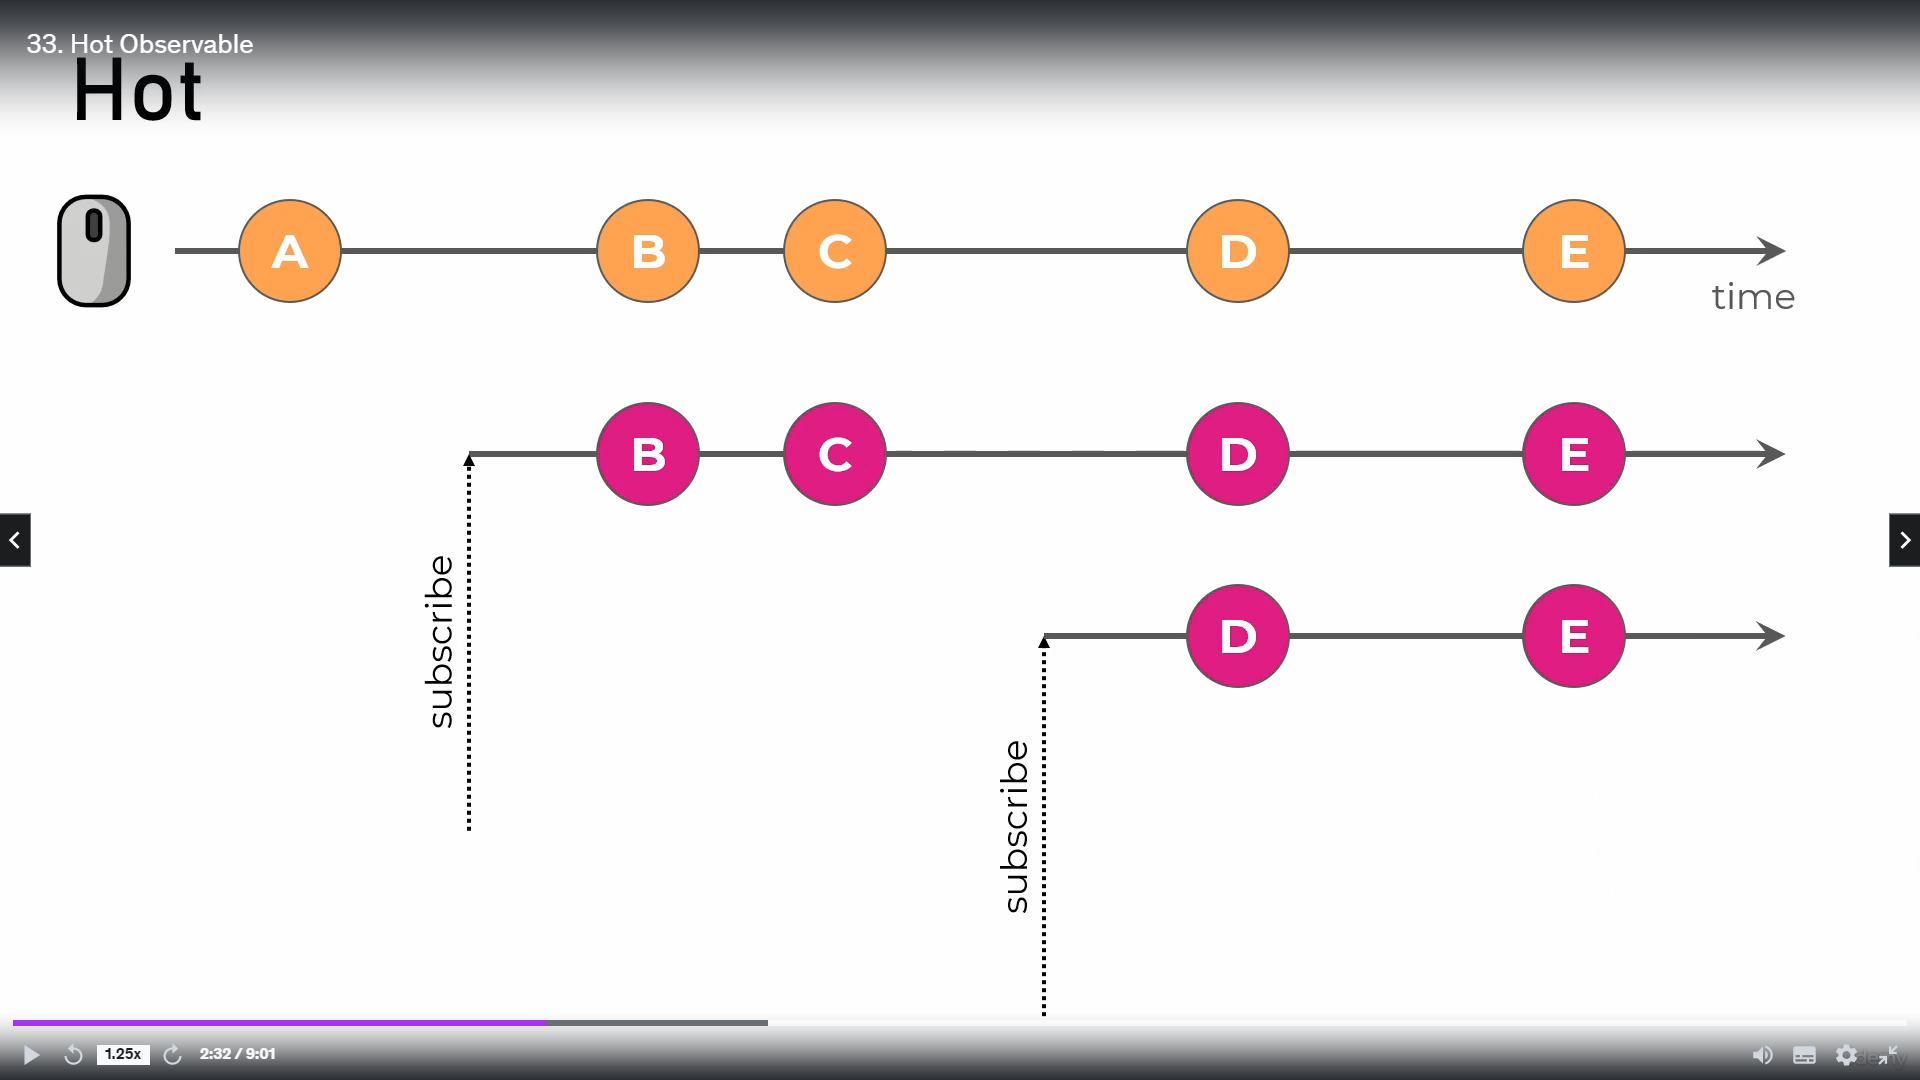 33. Hot Observable
Hot
A B C D E
time
B C D E
subscribe
D E
subscribe
1.25x
2:32 / 9:01